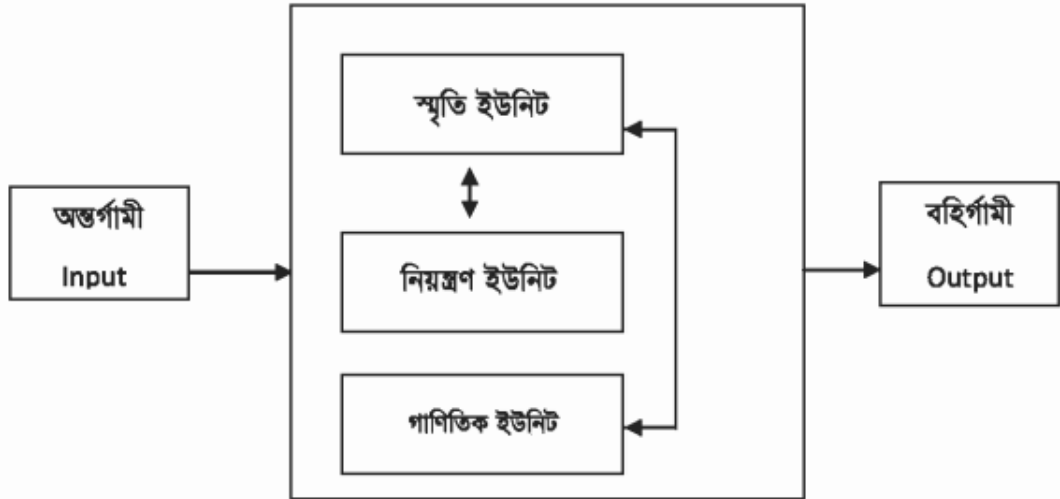 স্মৃতি ইউনিট
অন্তর্গামী
Input
নিয়ন্ত্রণ ইউনিট
গাণিতিক ইউনিট
বহির্গামী
Output